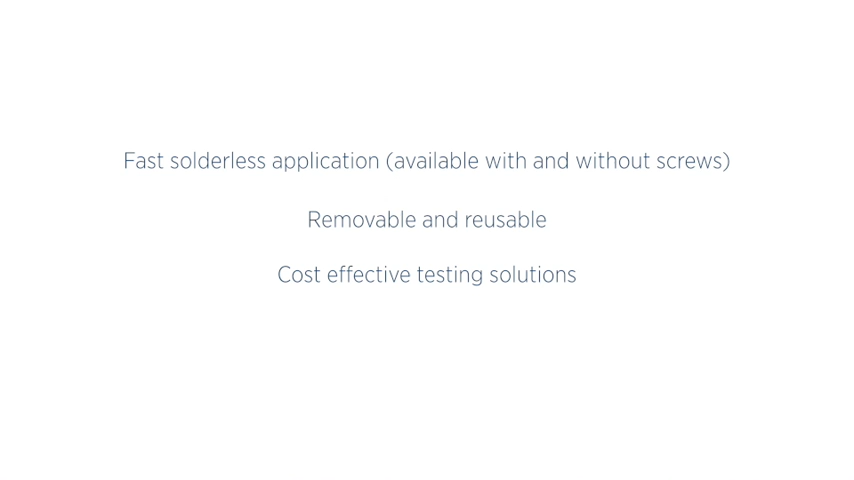 Fast solderless application (available with and without screws)
Removable and reusable
Cost effective testing solutions